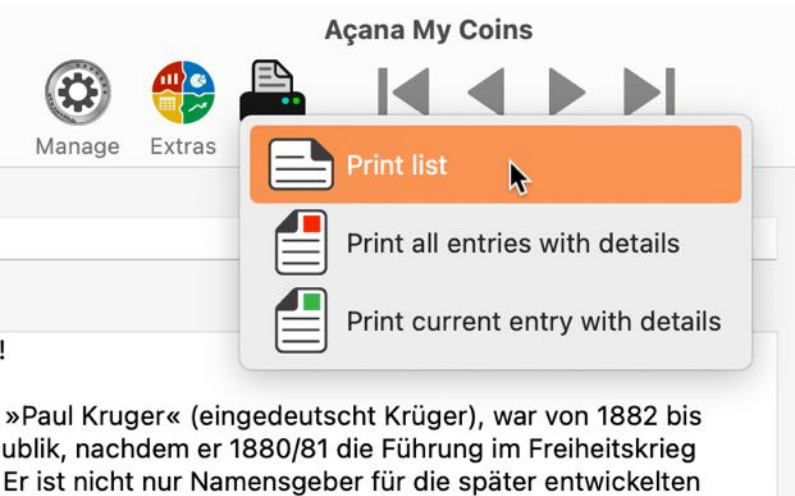 Açana My Coins
Manage
Extras
Print list
Print all entries with details
Print current entry with details
!
»Paul Kruger« (eingedeutscht Krüger), war von 1882 bis
ublik, nachdem er 1880/81 die Führung im Freiheitskrieg
Er ist nicht nur Namensgeber für die später entwickelten